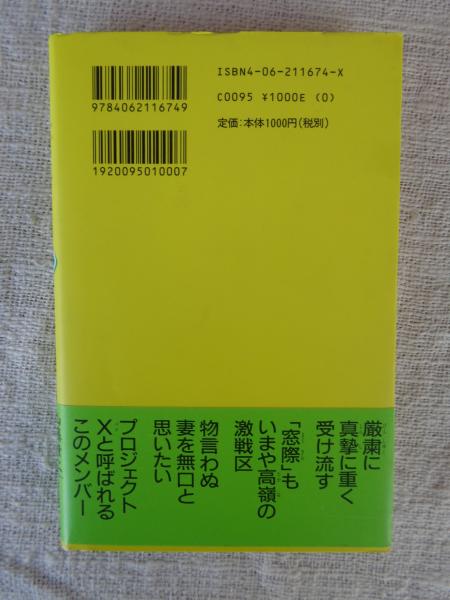 ISBN4-06-211674-X
C0095 ¥1000E (0)
定価:本体1000円(税別)
9784062116749
1920095010007
厳粛に
真摯に重く
受け流す
「窓際」も
いまや高嶺の
激戦区
物言わぬ
妻を無口と
思いたい
プロジェクト
Xと呼ばれる
このメンバー